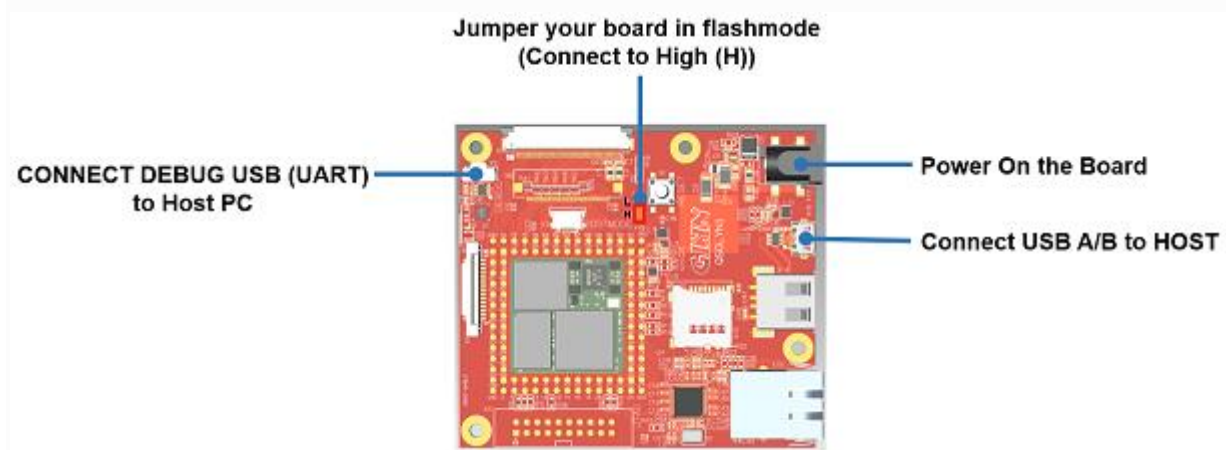 Jumper your board in flashmode
(Connect to High (H))
CONNECT DEBUG USB (UART)
to Host PC
Power On the Board
Connect USB A/B to HOST
L
H